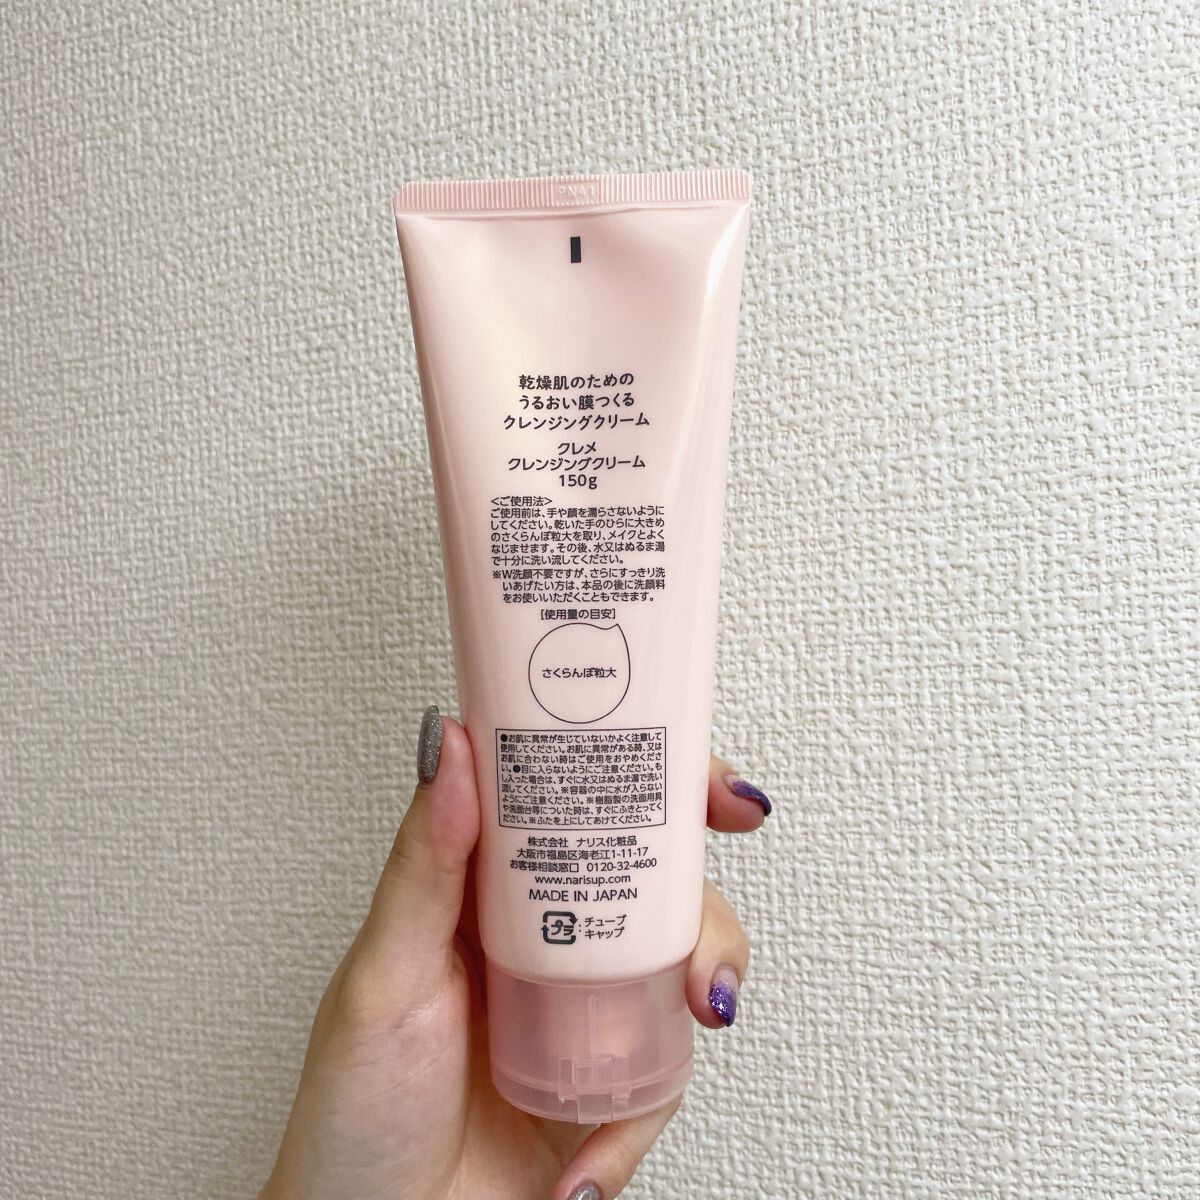 乾燥肌のための
うるおい膜つくる
クレンジングクリーム
クレメ
クレンジングクリーム
150g
<ご使用法>
ご使用前は、手や顔を濡らさないように
してください。乾いた手のひらに大きめ
のさくらんぼ粒大を取り、メイクとよく
なじませます。その後、水又はぬるま湯
で十分に洗い流してください。
※W洗顔不要ですが、さらにすっきり洗
いあげたい方は、本品の後に洗顔料
をお使いいただくこともできます。
[使用量の目安]
さくらんぼ粒大
●お肌に異常が生じていないかよく注意して
使用してください。お肌に異常がある時、又は
お肌に合わない時はご使用をおやめくださ
い。●目に入らないようにご注意ください。も
し入った場合は、すぐに水又はぬるま湯で洗い
流してください。※容器の中に水が入らない
ようにご注意ください。※樹脂製の洗面用具
や洗面台等についた時は、すぐにふきとってく
ださい。※ふたを上にしてあけてください。
株式会社 ナリス化粧品
大阪市福島区海老江1-11-17
お客様相談窓口 0120-32-4600
www.narisup.com
MADE IN JAPAN
プラ:チューブ
キャップ